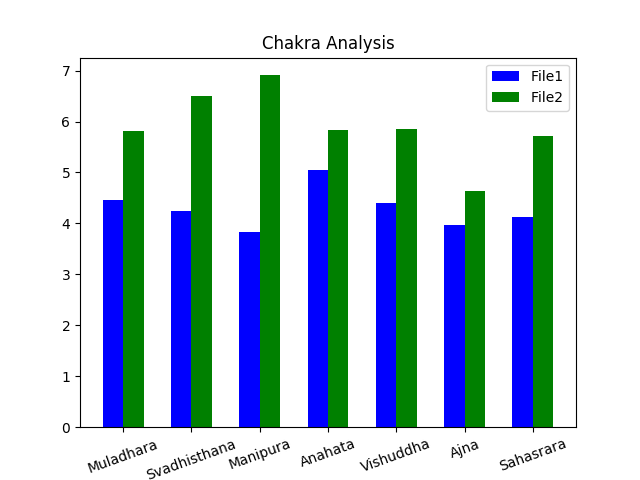 Chakra Analysis
File1
File2
7
6
5
4
3
2
1
0
Muladhara
Svadhisthana
Manipura
Anahata
Vishuddha
Ajna
Sahasrara